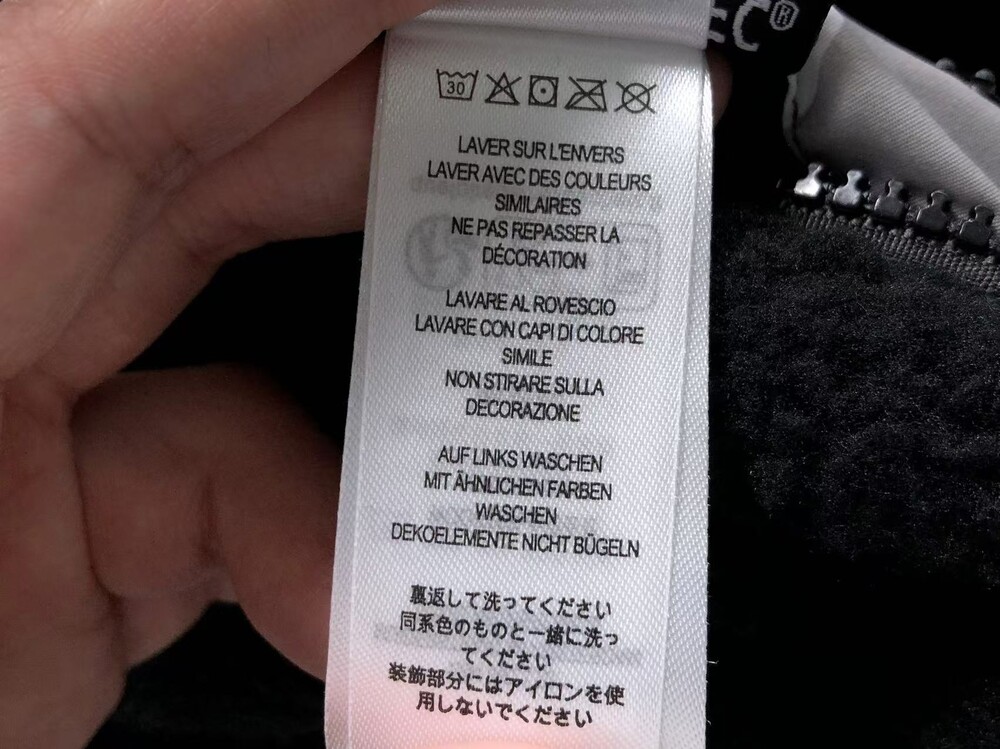 30
LAVER SUR L'ENVERS
LAVER AVEC DES COULEURS
SIMILAIRES
NE PAS REPASSER LA
DÉCORATION
LAVARE AL ROVESCIO
LAVARE CON CAPI DI COLORE
SIMILE
NON STIRARE SULLA
DECORAZIONE
AUF LINKS WASCHEN
MIT ÄHNLICHEN FARBEN
WASCHEN
DEKOELEMENTE NICHT BÜGELN
裏返して洗ってください
同系色のものと一緒に洗っ
てください
装飾部分にはアイロンを使
用しないでください